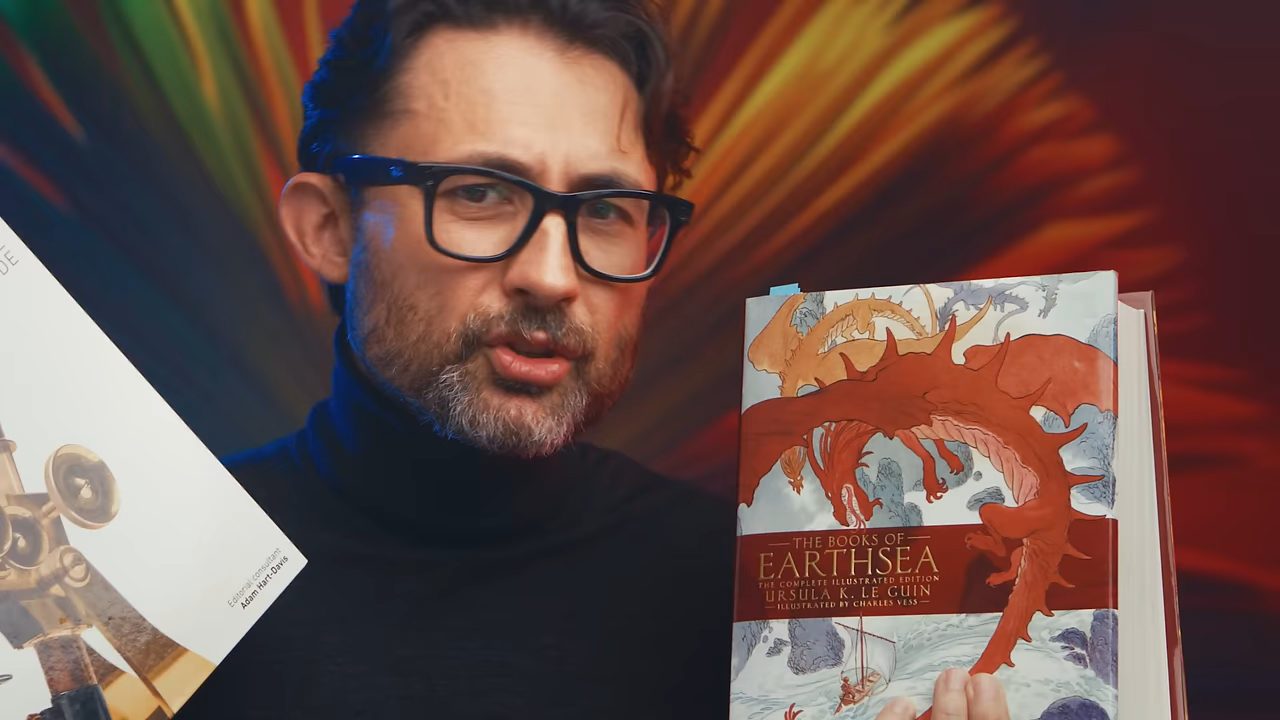 DE
Editorial consultant
Adam Hart-Davis
THE BOOKS OF
EARTHSEA
THE COMPLETE ILLUSTRATED EDITION
URSULA K. LE GUIN
ILLUSTRATED BY CHARLES VESS